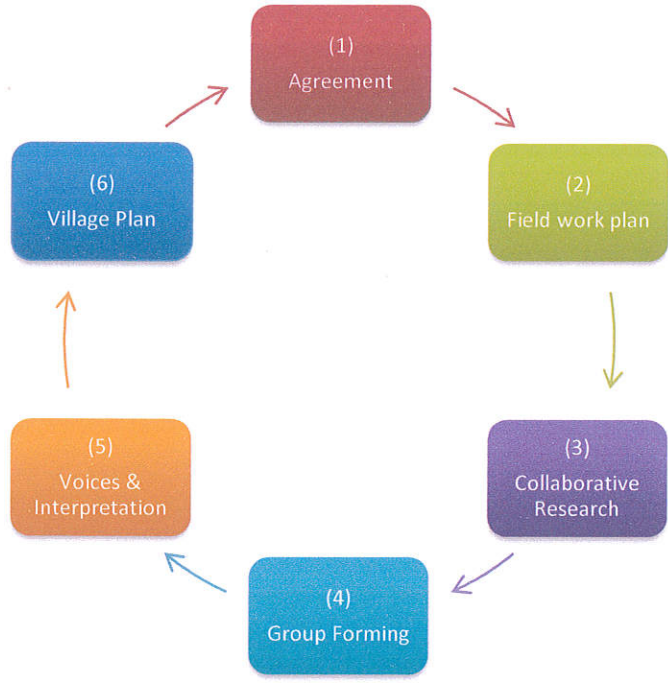 (1)
Agreement
(2)
Field work plan
(3)
Collaborative
Research
(4)
Group Forming
(5)
Voices &
Interpretation
(6)
Village Plan